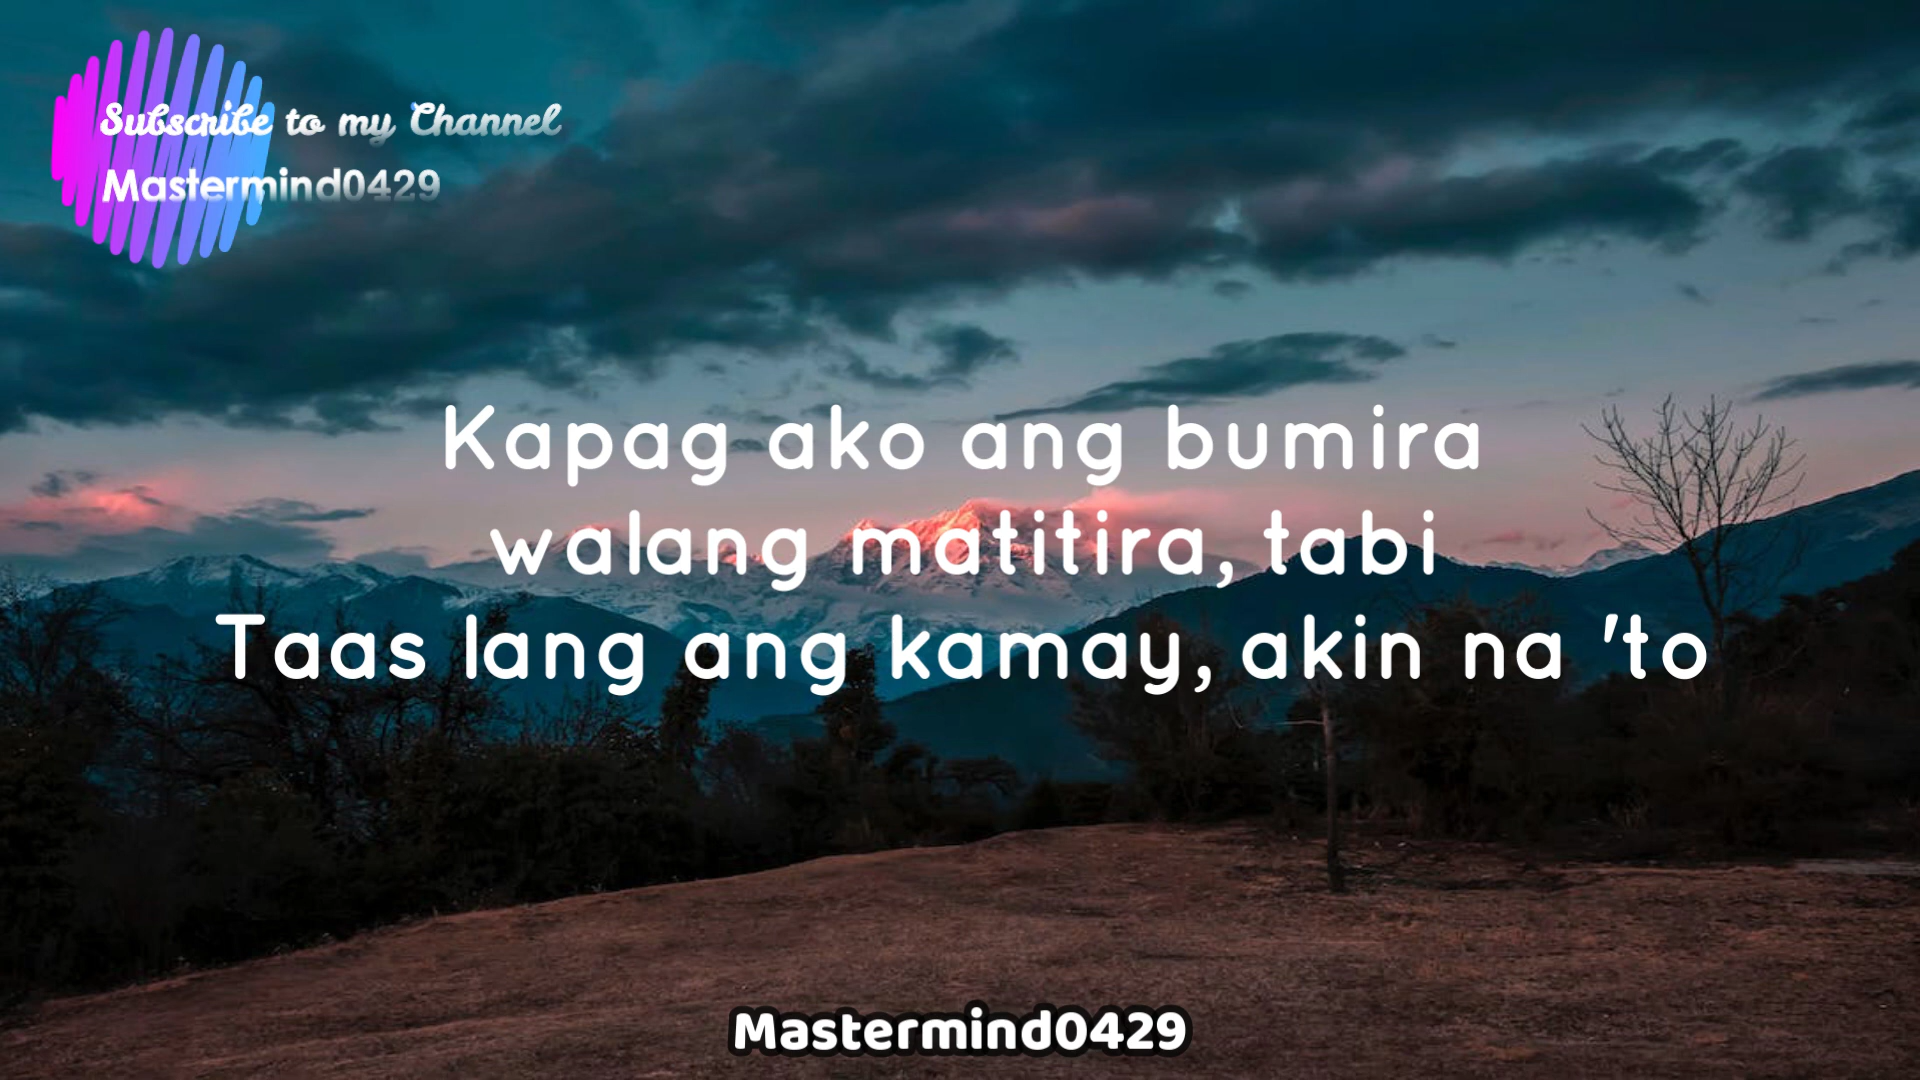 Subscribe to my Channel
Mastermind0429
Kapag ako ang bumira
walang matitira, tabi
Taas lang ang kamay, akin na 'to
Mastermind0429